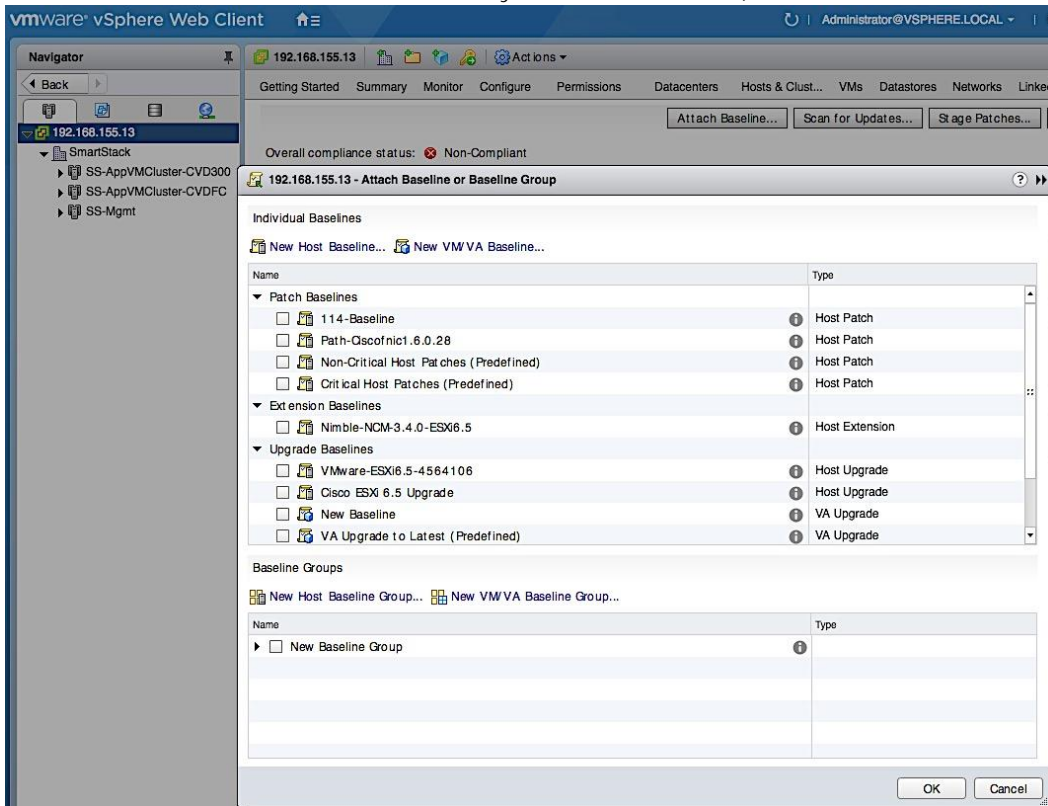 vmware® vSphere Web Client
Administrator@VSPHERE.LOCAL
Navigator
192.168.155.13
Actions
Back
Getting Started Summary Monitor Configure Permissions Datacenters Hosts & Clust... VMs Datastores Networks Linke
Attach Baseline... Scan for Updates... Stage Patches...
192.168.155.13
SmartStack
Overall compliance status: Non-Compliant
SS-AppVMCluster-CVD300
SS-AppVMCluster-CVDFC
SS-Mgmt
192.168.155.13 - Attach Baseline or Baseline Group
Individual Baselines
New Host Baseline... New VM/VA Baseline...
Name Type
Patch Baselines
114-Baseline Host Patch
Path-Ciscofnic1.6.0.28 Host Patch
Non-Critical Host Patches (Predefined) Host Patch
Critical Host Patches (Predefined) Host Patch
Extension Baselines
Nimble-NCM-3.4.0-ESXi6.5 Host Extension
Upgrade Baselines
VMware-ESXi6.5-4564106 Host Upgrade
Cisco ESXi 6.5 Upgrade Host Upgrade
New Baseline VA Upgrade
VA Upgrade to Latest (Predefined) VA Upgrade
Baseline Groups
New Host Baseline Group... New VM/VA Baseline Group...
Name Type
New Baseline Group
OK Cancel